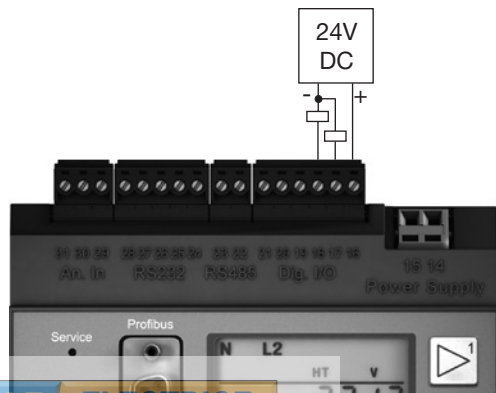 24V
DC
- +
31 30 29 28 27 26 25 24 23 22 21 20 19 18 17 16
An. In RS232 RS485 Dig. I/O
15 14
Power Supply
Profibus
Service
N L2
HT V
1